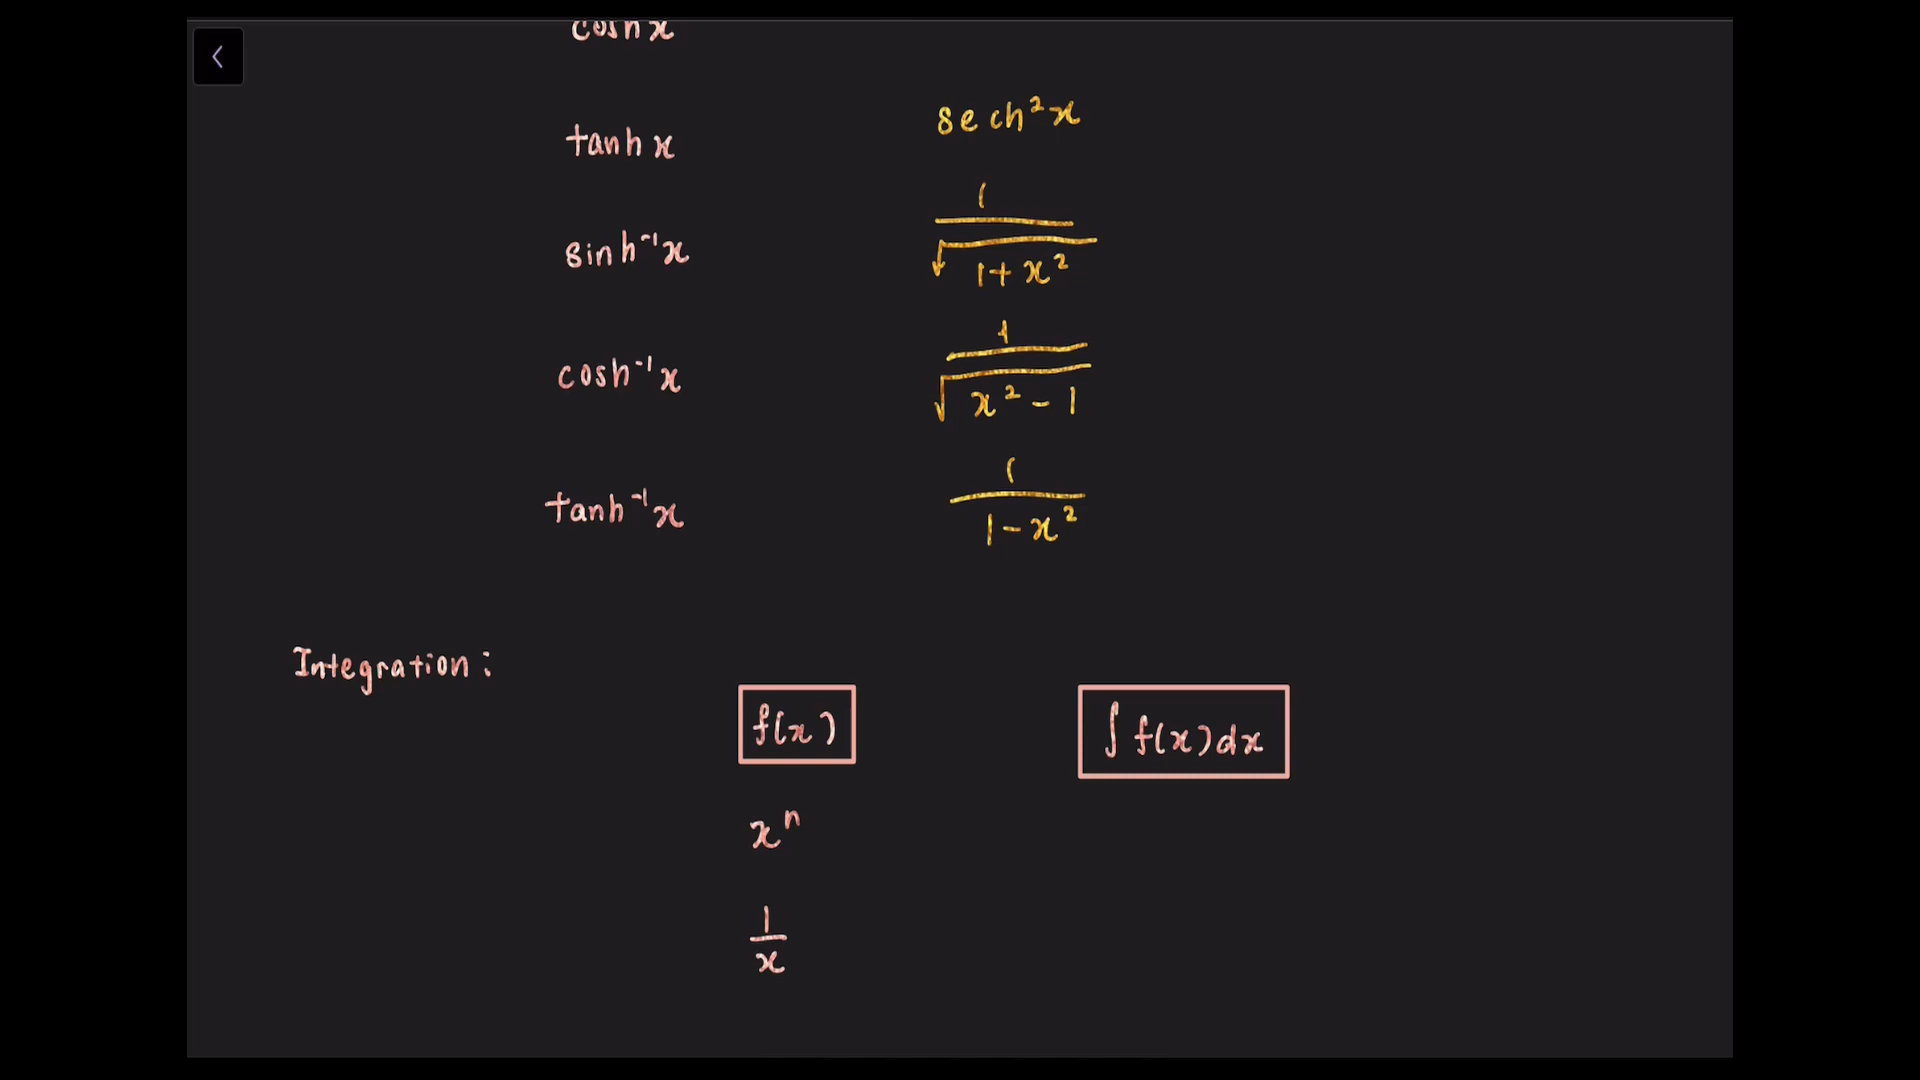 cosh x
tanh x sech²x
sinh⁻¹x 1/√(1+x²)
cosh⁻¹x 1/√(x²-1)
tanh⁻¹x 1/(1-x²)
Integration:
f(x) ∫f(x)dx
xⁿ
1/x